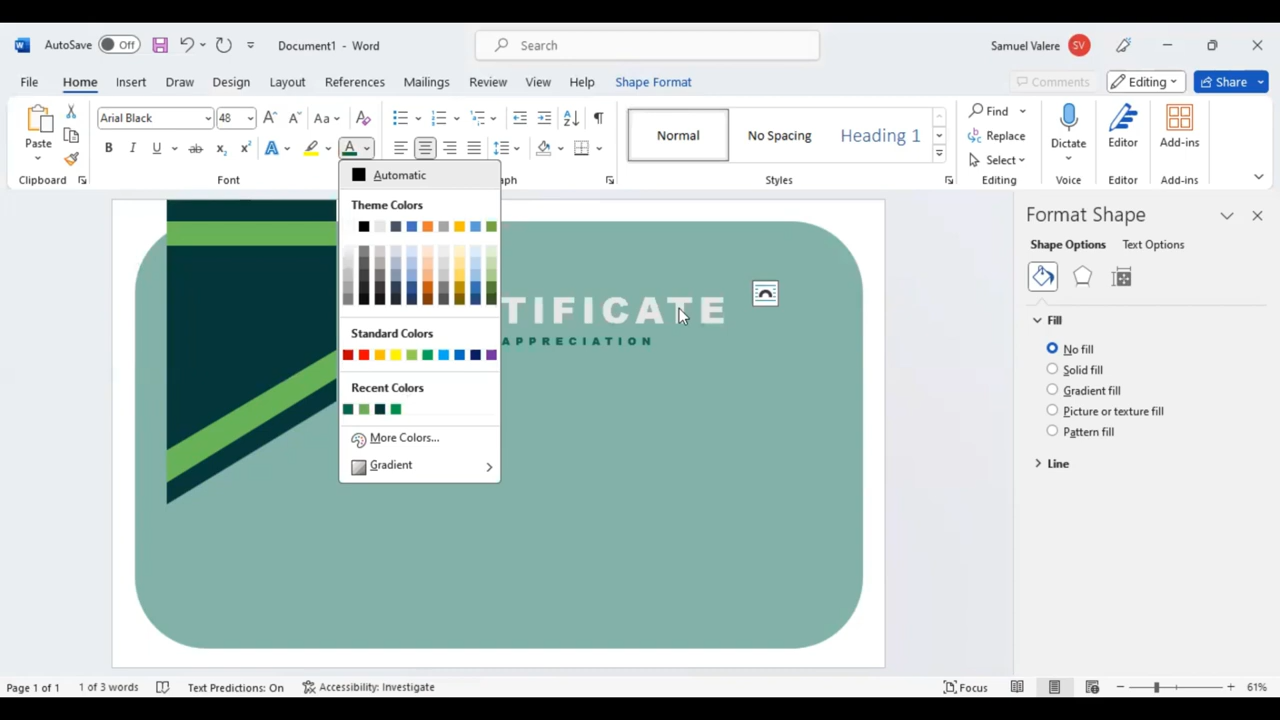 AutoSave Off Document1 - Word Search Samuel Valere SV
File Home Insert Draw Design Layout References Mailings Review View Help Shape Format Comments Editing Share
Paste Arial Black 48 Aa Normal No Spacing Heading 1 Find Replace Select Dictate Editor Add-ins
Clipboard Font ph Styles Editing Voice Editor Add-ins
Automatic
Theme Colors
Standard Colors
Recent Colors
More Colors...
Gradient
TIFICATE
APPRECIATION
Format Shape
Shape Options Text Options
Fill
No fill
Solid fill
Gradient fill
Picture or texture fill
Pattern fill
Line
Page 1 of 1 1 of 3 words Text Predictions: On Accessibility: Investigate Focus 61%